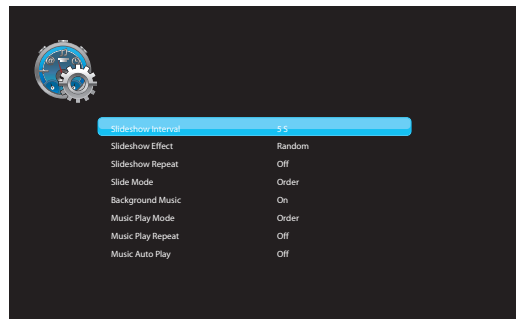 Slideshow Interval 5 S
Slideshow Effect Random
Slideshow Repeat Off
Slide Mode Order
Background Music On
Music Play Mode Order
Music Play Repeat Off
Music Auto Play Off